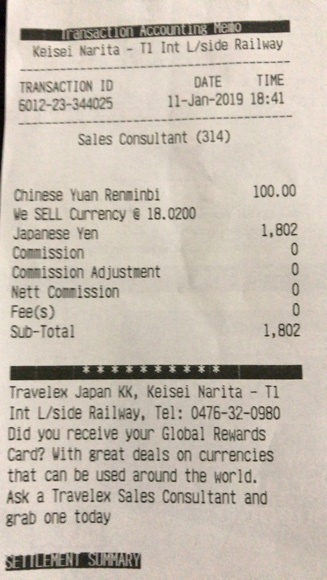 Transaction Accounting Memo
Keisei Narita - T1 Int L/side Railway
TRANSACTION ID DATE TIME
6012-23-344025 11-Jan-2019 18:41
Sales Consultant (314)
Chinese Yuan Renminbi 100.00
We SELL Currency @ 18.0200
Japanese Yen 1,802
Commission 0
Commission Adjustment 0
Nett Commission 0
Fee(s) 0
Sub-Total 1,802
* * * * * * * * * *
Travelex Japan KK, Keisei Narita - T1
Int L/side Railway, Tel: 0476-32-0980
Did you receive your Global Rewards
Card? With great deals on currencies
that can be used around the world.
Ask a Travelex Sales Consultant and
grab one today
SETTLEMENT SUMMARY